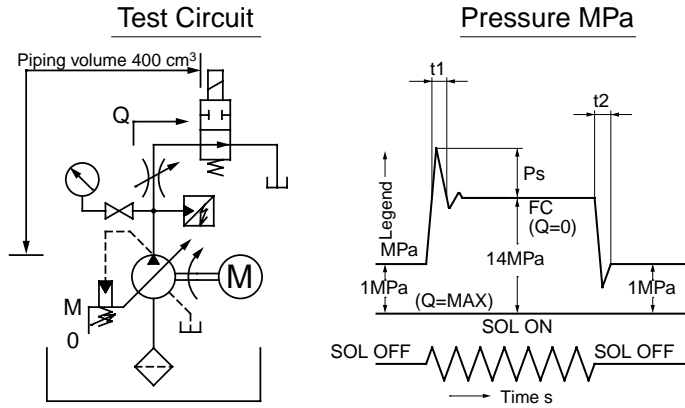 Test Circuit
Piping volume 400 cm³
Q
M
M
0
Pressure MPa
t1
t2
Legend
Ps
FC
(Q=0)
MPa
14MPa
1MPa
1MPa
(Q=MAX)
SOL ON
SOL OFF
SOL OFF
Time s